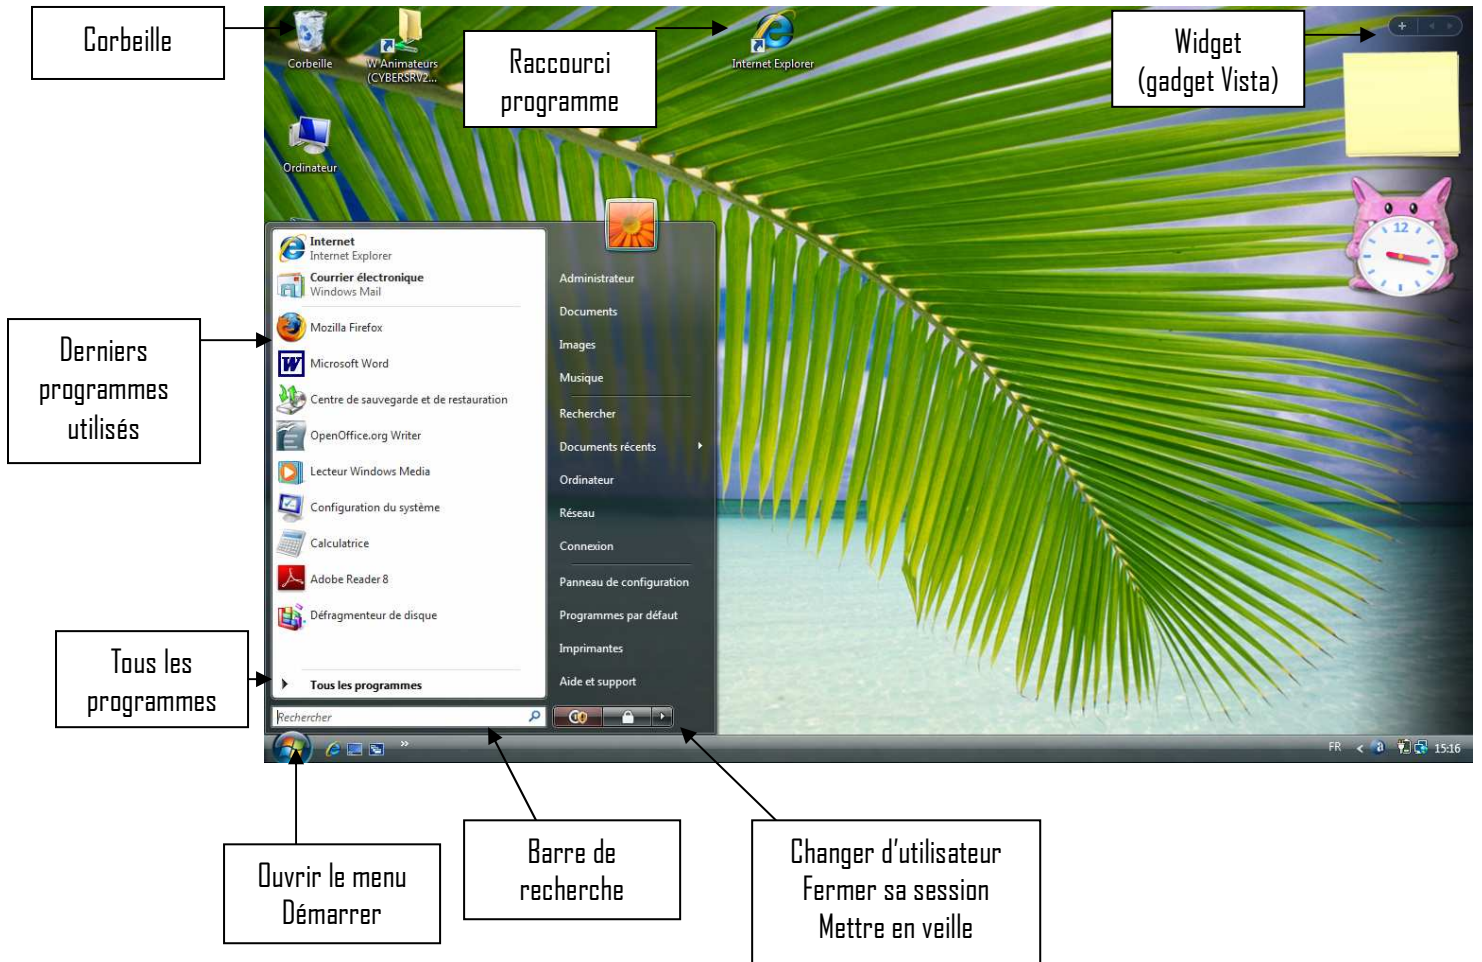 Corbeille
Corbeille
W Animateurs
(CYBERSRV2...
Raccourci
programme
Internet Explorer
Widget
(gadget Vista)
Ordinateur
12
Derniers
programmes
utilisés
Internet
Internet Explorer
Courrier électronique
Windows Mail
Mozilla Firefox
Microsoft Word
Centre de sauvegarde et de restauration
OpenOffice.org Writer
Lecteur Windows Media
Configuration du système
Calculatrice
Adobe Reader 8
Défragmenteur de disque
Tous les programmes
Rechercher
Administrateur
Documents
Images
Musique
Rechercher
Documents récents
Ordinateur
Réseau
Connexion
Panneau de configuration
Programmes par défaut
Imprimantes
Aide et support
Tous les
programmes
FR
15:16
Ouvrir le menu
Démarrer
Barre de
recherche
Changer d'utilisateur
Fermer sa session
Mettre en veille